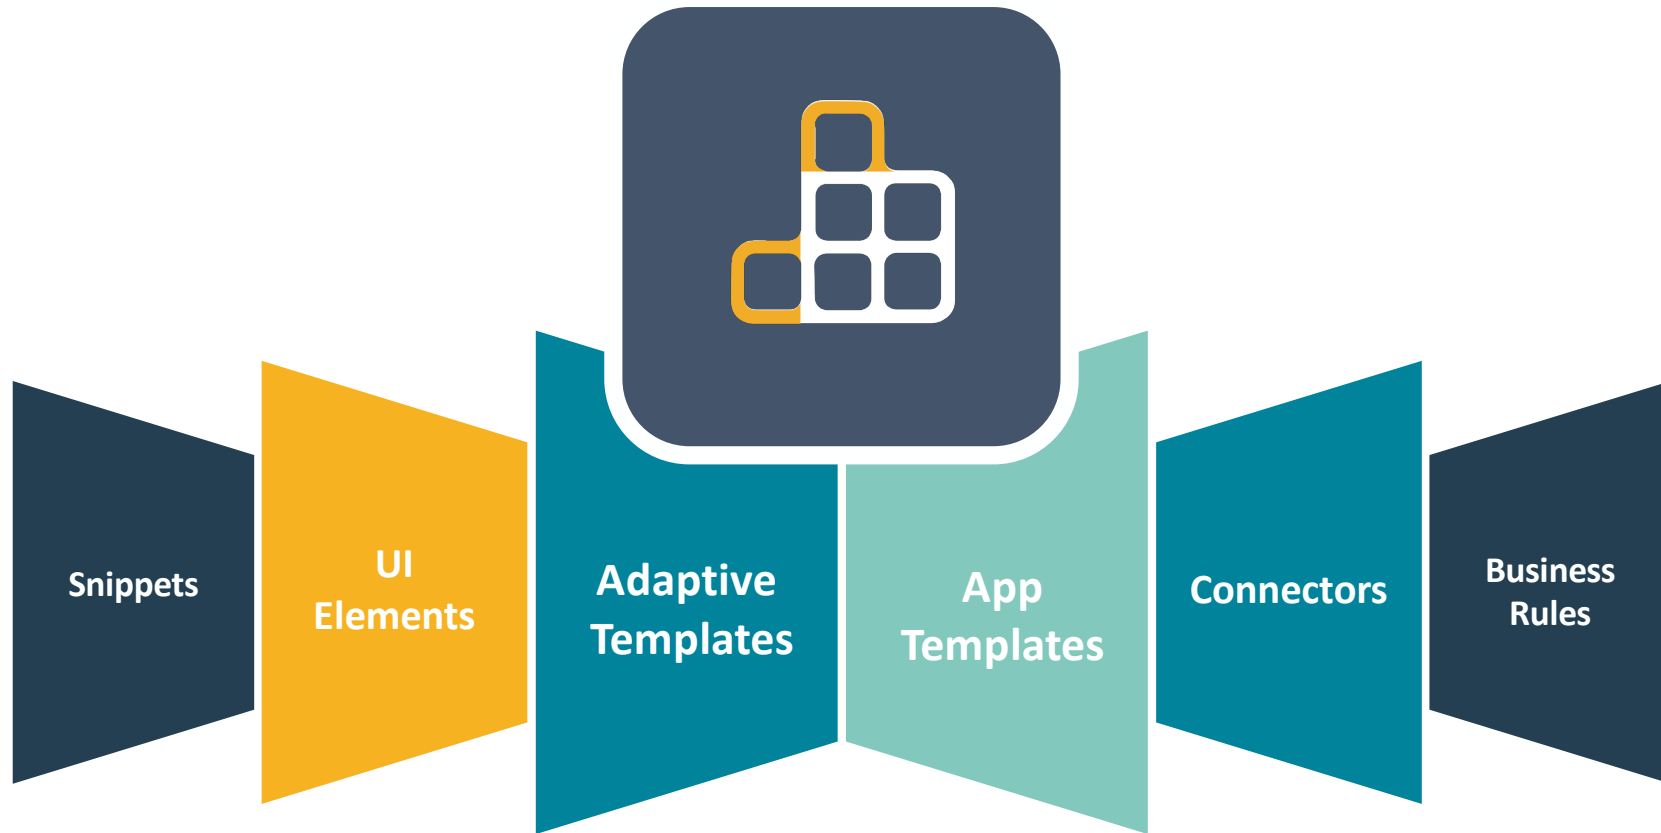 Snippets
UI
Elements
Adaptive
Templates
App
Templates
Connectors
Business
Rules